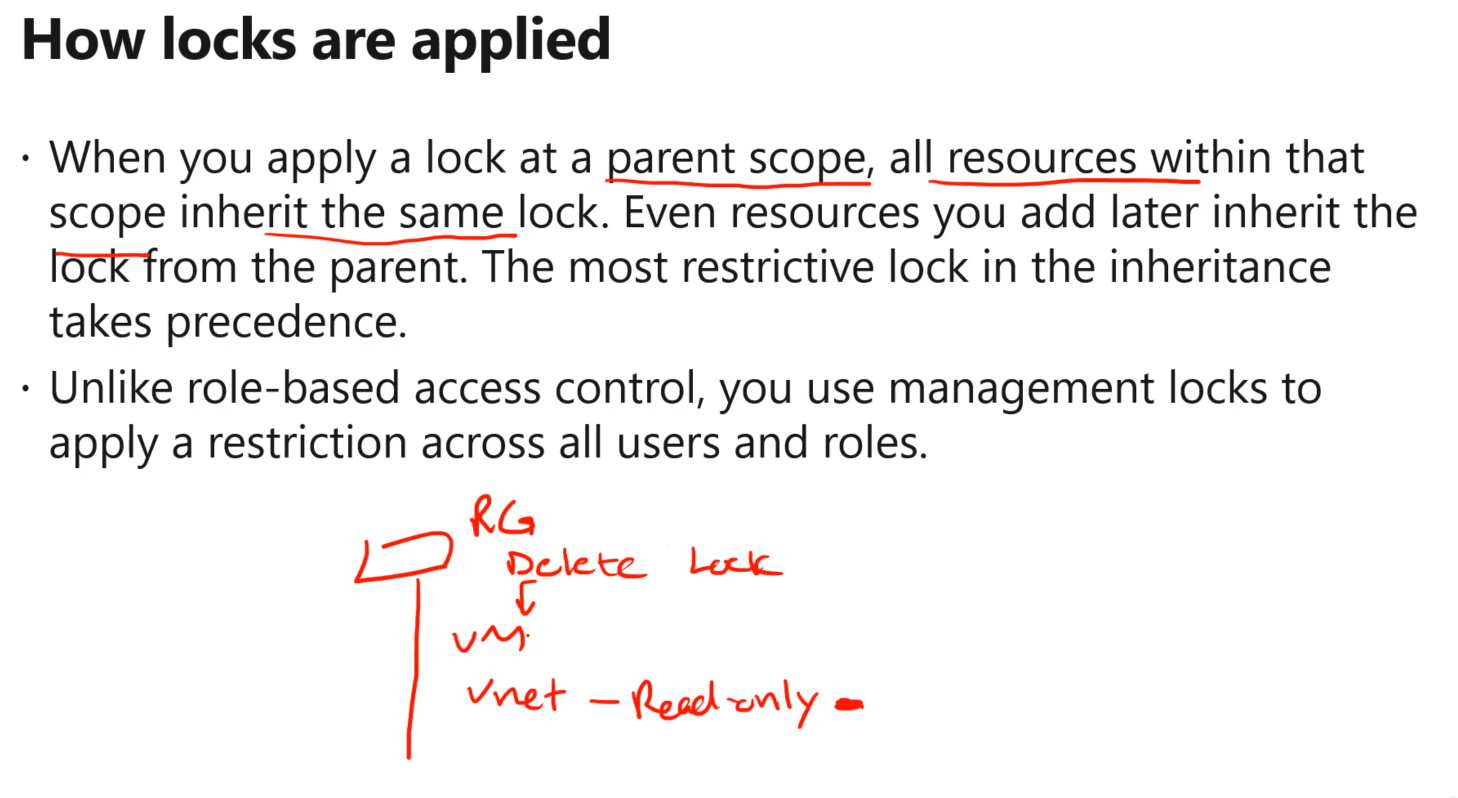 How locks are applied
· When you apply a lock at a parent scope, all resources within that
scope inherit the same lock. Even resources you add later inherit the
lock from the parent. The most restrictive lock in the inheritance
takes precedence.
· Unlike role-based access control, you use management locks to
apply a restriction across all users and roles.
RG
Delete Lock
VM
Vnet - Read-only -